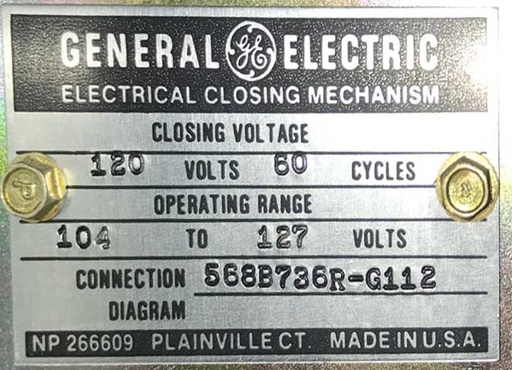 GENERAL GE ELECTRIC
ELECTRICAL CLOSING MECHANISM
CLOSING VOLTAGE
120 VOLTS 60 CYCLES
OPERATING RANGE
104 TO 127 VOLTS
CONNECTION 568B736R-G112
DIAGRAM
NP 266609 PLAINVILLE CT. MADE IN U.S.A.